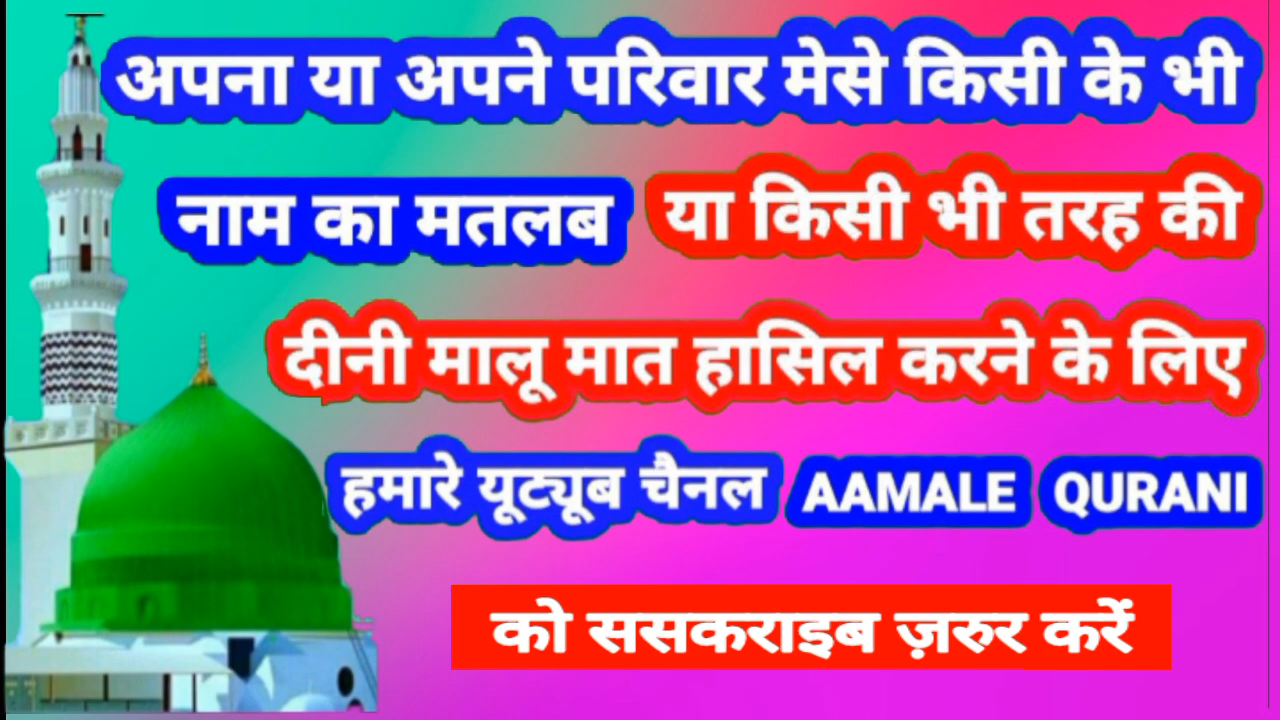 अपना या अपने परिवार मेसे किसी के भी
नाम का मतलब या किसी भी तरह की
दीनी मालू मात हासिल करने के लिए
हमारे यूट्यूब चैनल AAMALE QURANI
को ससकराइब ज़रुर करें